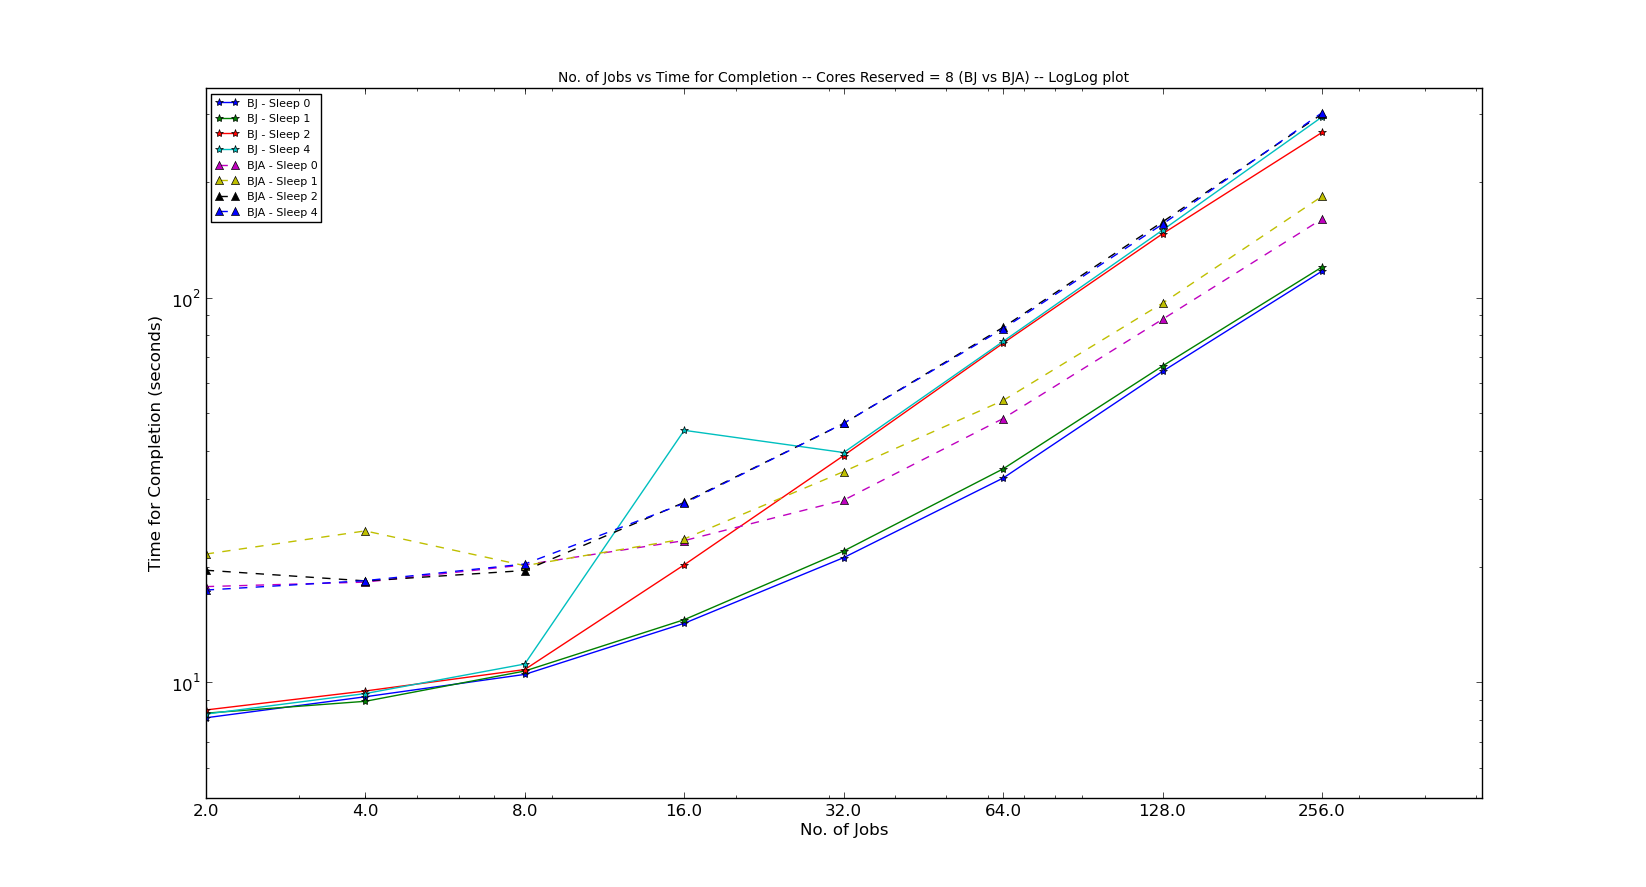 No. of Jobs vs Time for Completion -- Cores Reserved = 8 (BJ vs BJA) -- LogLog plot
BJ - Sleep 0
BJ - Sleep 1
BJ - Sleep 2
BJ - Sleep 4
BJA - Sleep 0
BJA - Sleep 1
BJA - Sleep 2
BJA - Sleep 4
Time for Completion (seconds)
10²
10¹
2.0 4.0 8.0 16.0 32.0 64.0 128.0 256.0
No. of Jobs